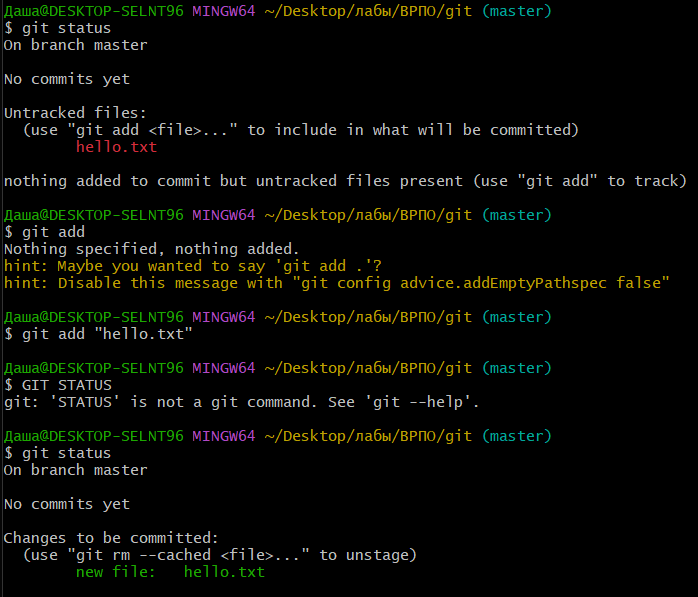 Даша@DESKTOP-SELNT96 MINGW64 ~/Desktop/лабы/ВРПО/git (master)
$ git status
On branch master
No commits yet
Untracked files:
  (use "git add <file>..." to include in what will be committed)
        hello.txt
nothing added to commit but untracked files present (use "git add" to track)
Даша@DESKTOP-SELNT96 MINGW64 ~/Desktop/лабы/ВРПО/git (master)
$ git add
Nothing specified, nothing added.
hint: Maybe you wanted to say 'git add .'?
hint: Disable this message with "git config advice.addEmptyPathspec false"
Даша@DESKTOP-SELNT96 MINGW64 ~/Desktop/лабы/ВРПО/git (master)
$ git add "hello.txt"
Даша@DESKTOP-SELNT96 MINGW64 ~/Desktop/лабы/ВРПО/git (master)
$ GIT STATUS
git: 'STATUS' is not a git command. See 'git --help'.
Даша@DESKTOP-SELNT96 MINGW64 ~/Desktop/лабы/ВРПО/git (master)
$ git status
On branch master
No commits yet
Changes to be committed:
  (use "git rm --cached <file>..." to unstage)
        new file:   hello.txt